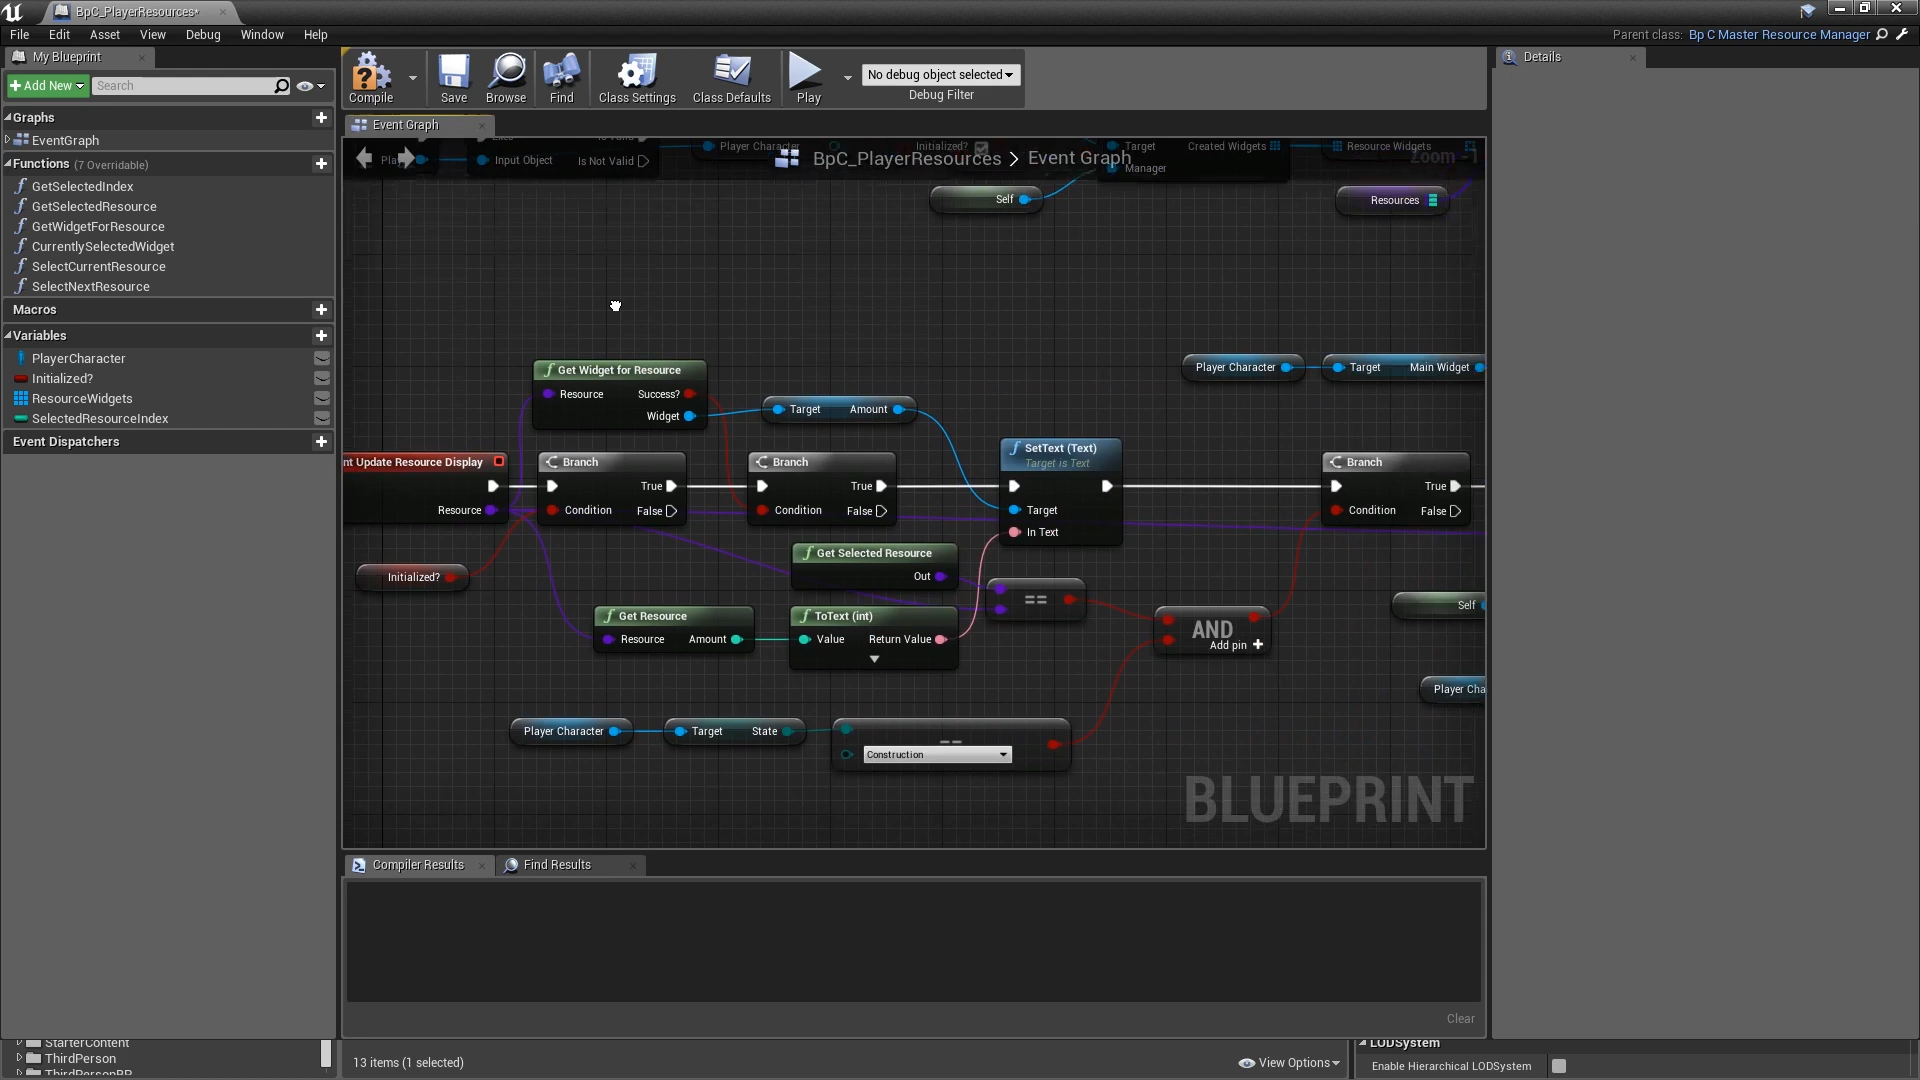 BpC_PlayerResources*
File Edit Asset View Debug Window Help
Parent class: Bp C Master Resource Manager
My Blueprint
Add New Search
Graphs
EventGraph
Functions (7 Overridable)
GetSelectedIndex
GetSelectedResource
GetWidgetForResource
CurrentlySelectedWidget
SelectCurrentResource
SelectNextResource
Macros
Variables
PlayerCharacter
Initialized?
ResourceWidgets
SelectedResourceIndex
Event Dispatchers
Compile Save Browse Find Class Settings Class Defaults Play
No debug object selected
Debug Filter
Event Graph
BpC_PlayerResources > Event Graph
Zoom -1
Input Object Is Not Valid
Player Character Initialized?
Target Created Widgets
Manager
Resource Widgets
Self
Resources
Player Character Target Main Widget
Get Widget for Resource
Resource Success?
Widget
Target Amount
nt Update Resource Display
Resource
Branch
True
Condition False
Branch
True
Condition False
SetText (Text)
Target is Text
Target
In Text
Branch
True
Condition False
Initialized?
Get Selected Resource
Out
==
Get Resource
Resource Amount
ToText (int)
Value Return Value
AND
Add pin
Self
Player Cha
Player Character Target State
==
Construction
BLUEPRINT
Compiler Results Find Results
Clear
Details
StarterContent
ThirdPerson
ThirdPersonBP
13 items (1 selected)
View Options
LODSystem
Enable Hierarchical LODSystem